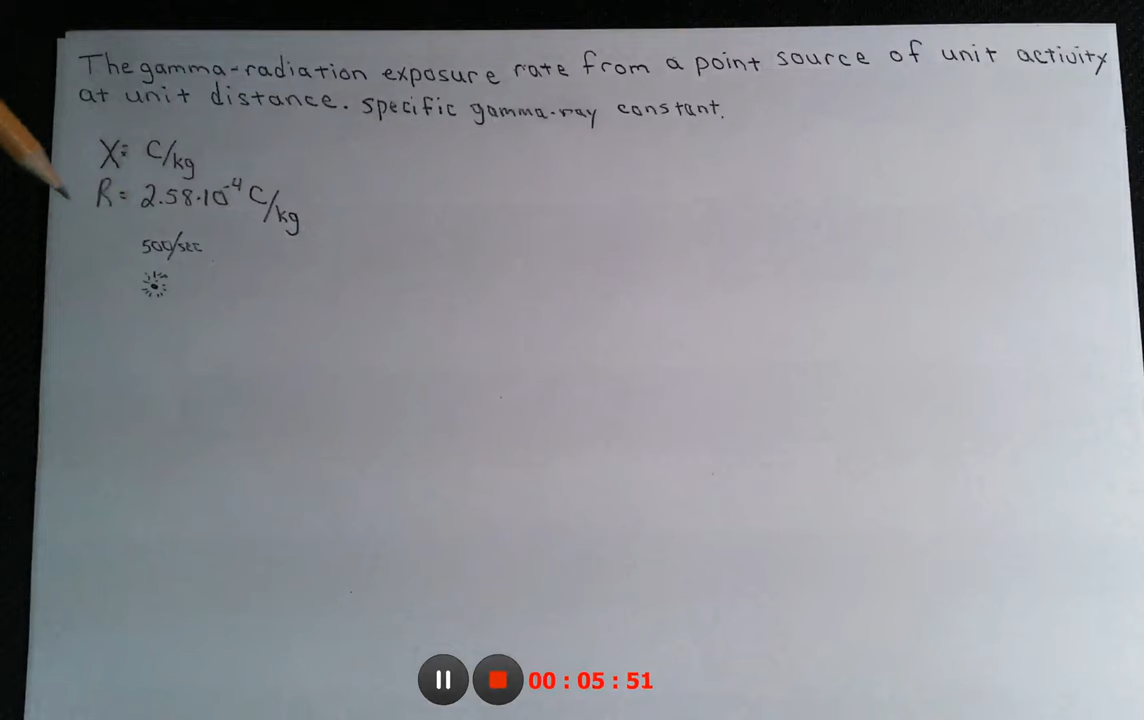 The gamma-radiation exposure rate from a point source of unit activity
at unit distance. specific gamma-ray constant.
X = C/kg
R = 2.58·10⁻⁴ C/kg
500/sec
00 : 05 : 51